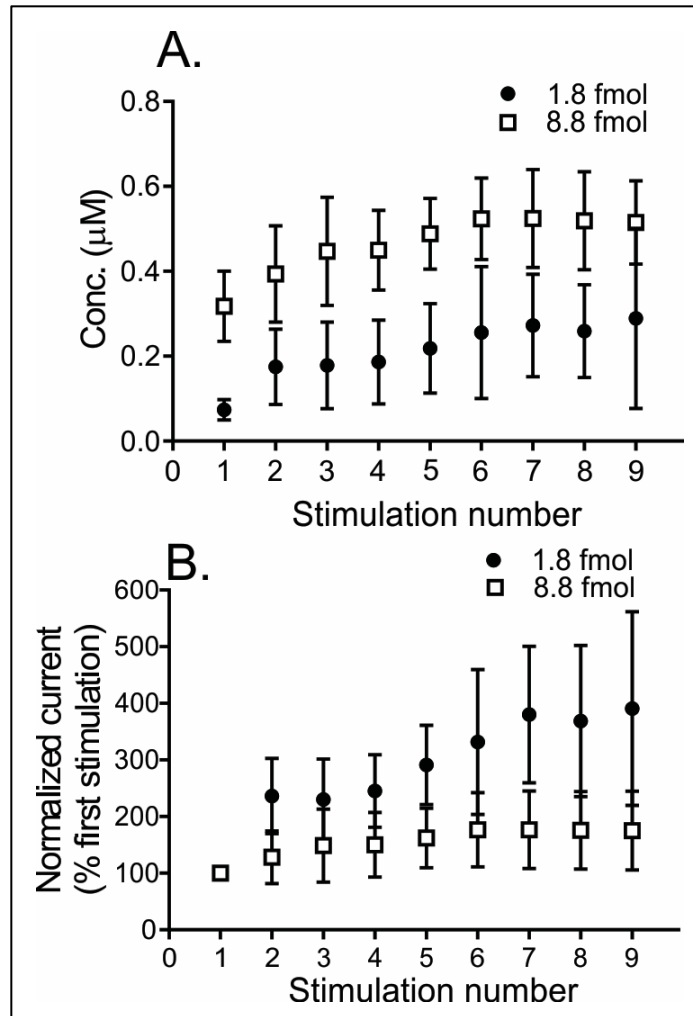 A.
1.8 fmol
8.8 fmol
0.8
0.6
0.4
0.2
0.0
Conc. (μM)
0 1 2 3 4 5 6 7 8 9
Stimulation number
B.
1.8 fmol
8.8 fmol
600
500
400
300
200
100
0
Normalized current
(% first stimulation)
0 1 2 3 4 5 6 7 8 9
Stimulation number